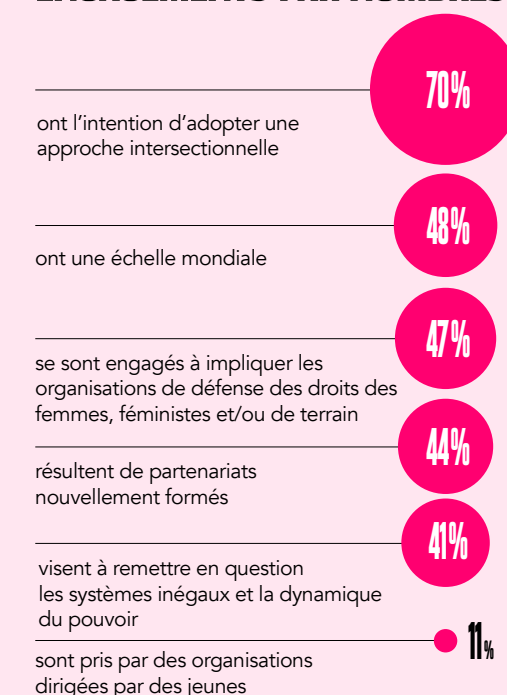 70%
ont l'intention d'adopter une
approche intersectionnelle
48%
ont une échelle mondiale
47%
se sont engagés à impliquer les
organisations de défense des droits des
femmes, féministes et/ou de terrain
44%
résultent de partenariats
nouvellement formés
41%
visent à remettre en question
les systèmes inégaux et la dynamique
du pouvoir
11%
sont pris par des organisations
dirigées par des jeunes